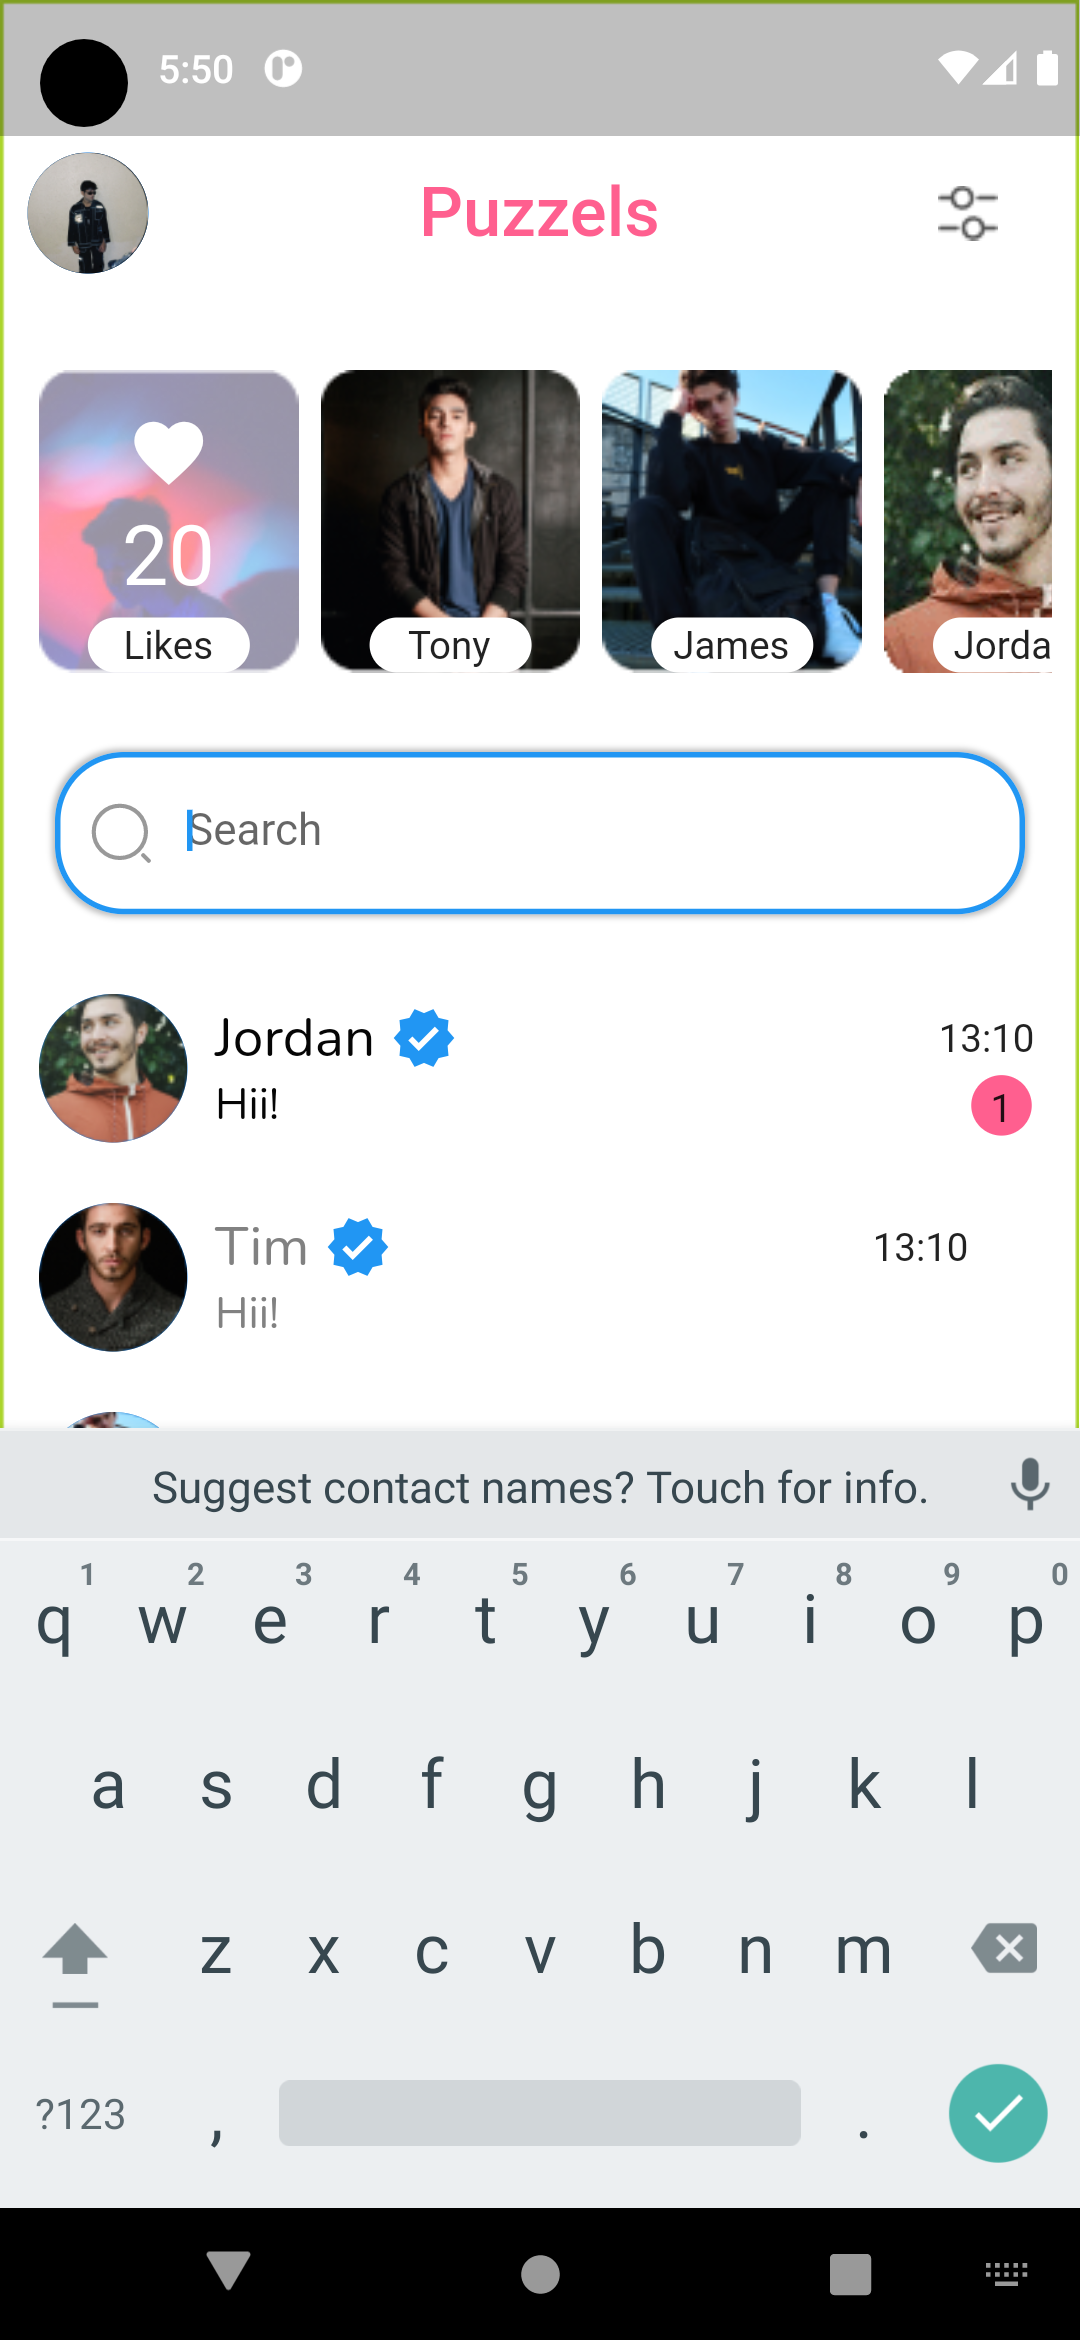 5:50
Puzzels
20
Likes
Tony
James
Jorda
Search
Jordan
13:10
Hii!
1
Tim
13:10
Hii!
Suggest contact names? Touch for info.
1 2 3 4 5 6 7 8 9 0
q w e r t y u i o p
a s d f g h j k l
z x c v b n m
?123 , .